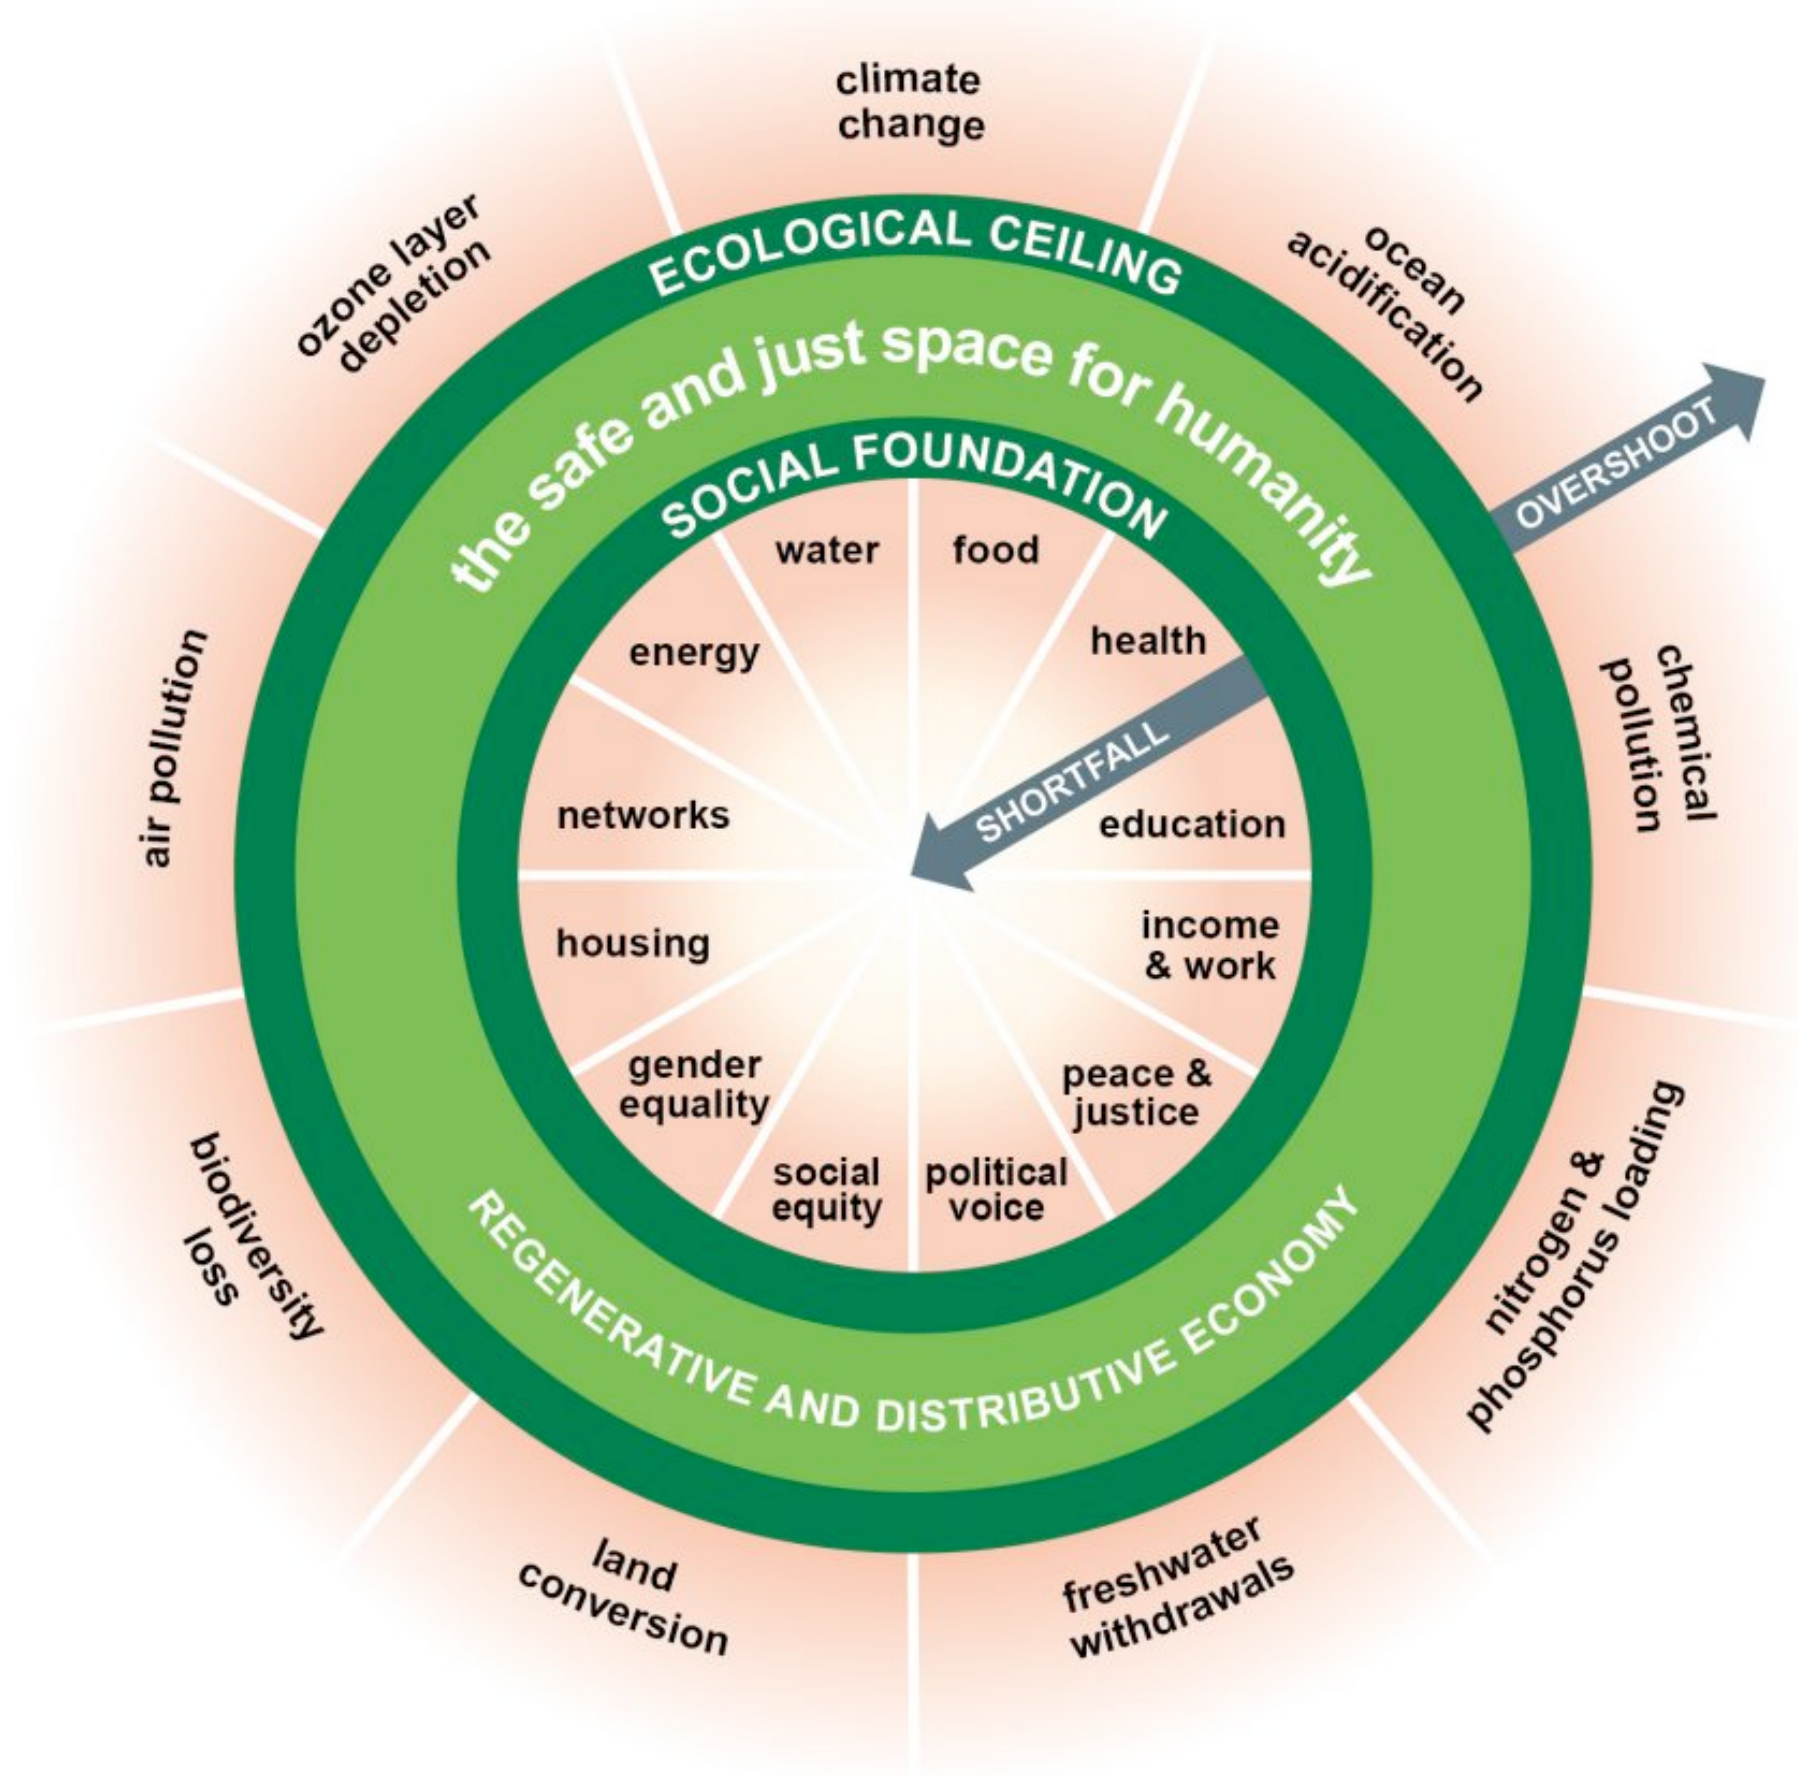 climate
change
ocean
acidification
OVERSHOOT
chemical
pollution
nitrogen &
phosphorus loading
freshwater
withdrawals
land
conversion
biodiversity
loss
air pollution
ozone layer
depletion
ECOLOGICAL CEILING
the safe and just space for humanity
SOCIAL FOUNDATION
water
food
health
SHORTFALL
education
income
& work
peace &
justice
political
voice
social
equity
gender
equality
housing
networks
energy
REGENERATIVE AND DISTRIBUTIVE ECONOMY